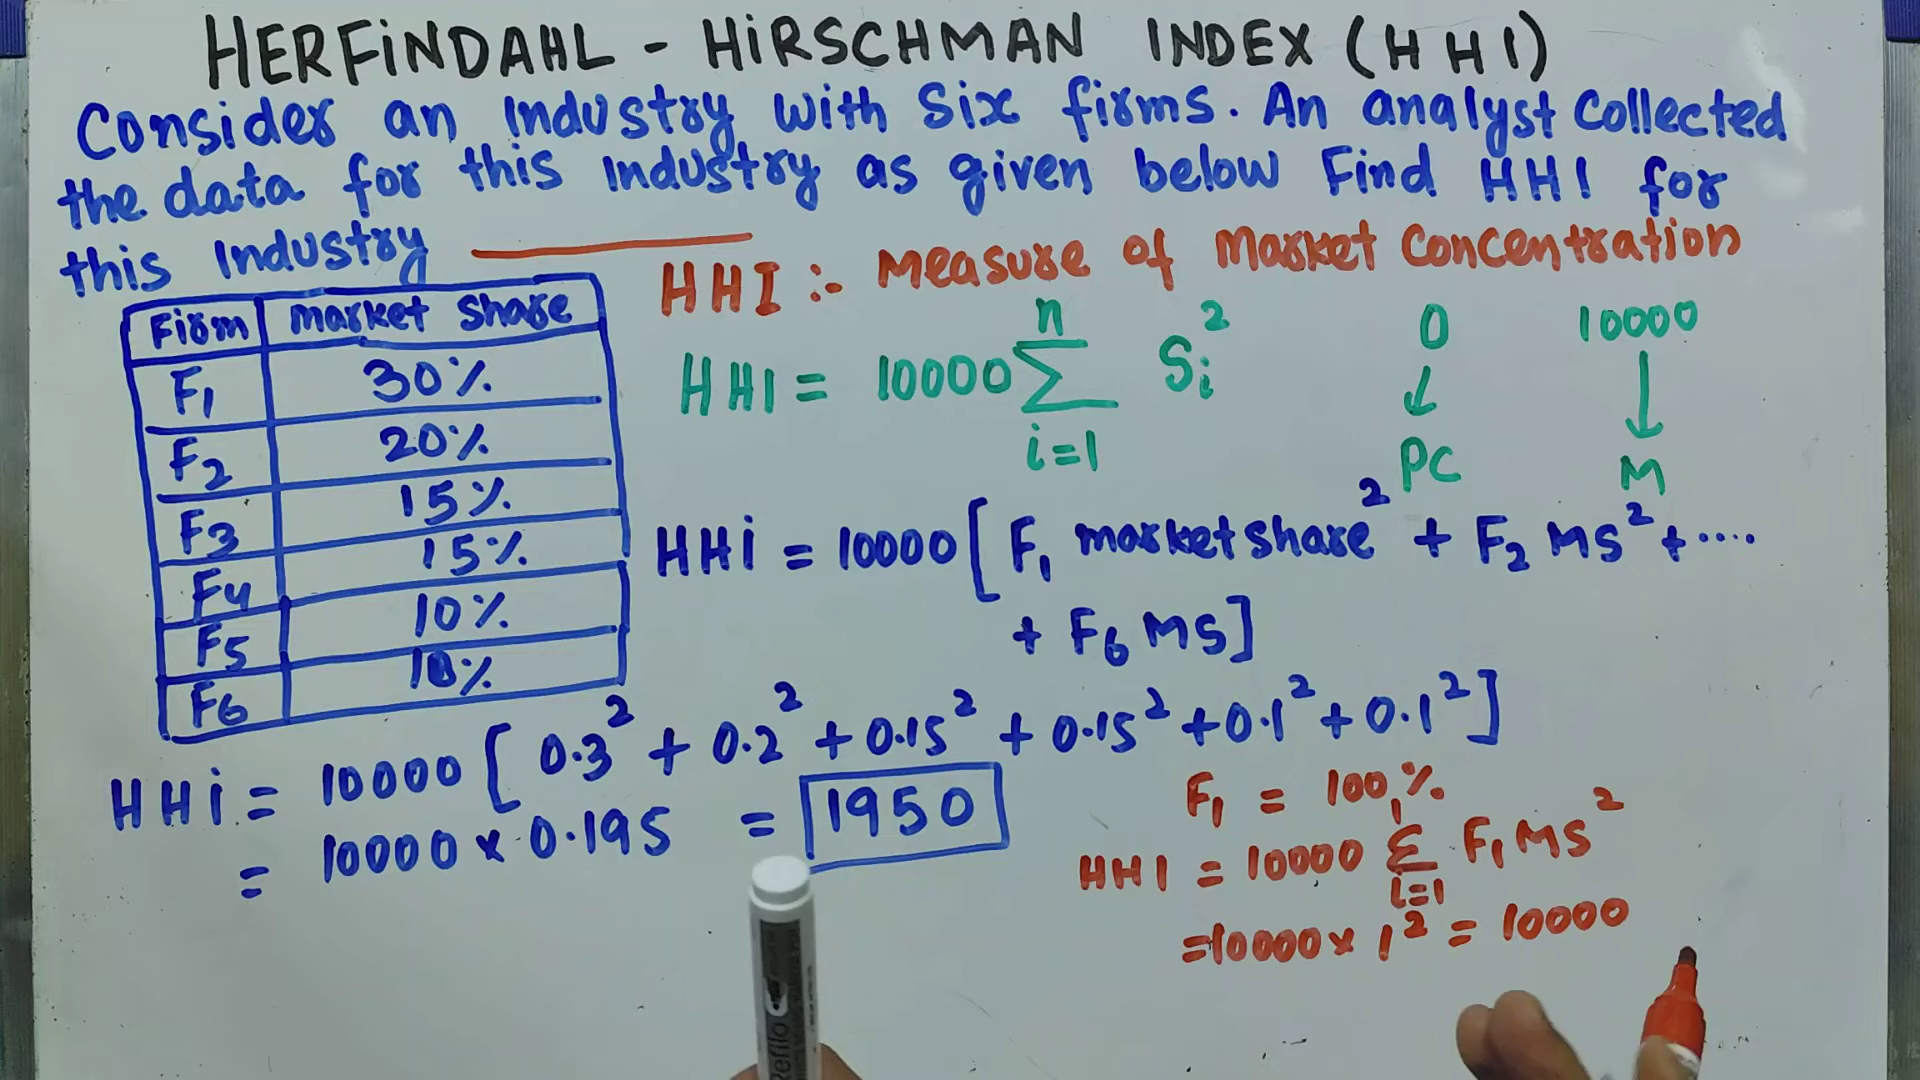 HERFINDAHL - HIRSCHMAN INDEX (HHI)
Consider an industry with six firms. An analyst collected
the data for this industry as given below Find HHI for
this industry
HHI :- Measure of Market concentration
Firm market share
F1 30%
F2 20%
F3 15%
F4 15%
F5 10%
F6 10%
HHI = 10000 n Σ i=1 Si²
0 ↓ PC
10000 ↓ M
HHI = 10000 [ F1 market share² + F2 MS² + ....
+ F6 MS]
HHI = 10000 [ 0.3² + 0.2² + 0.15² + 0.15² + 0.1² + 0.1² ]
= 10000 × 0.195 = 1950
F1 = 100%
HHI = 10000 1 Σ i=1 F1 MS²
= 10000 × 1² = 10000
Refilo